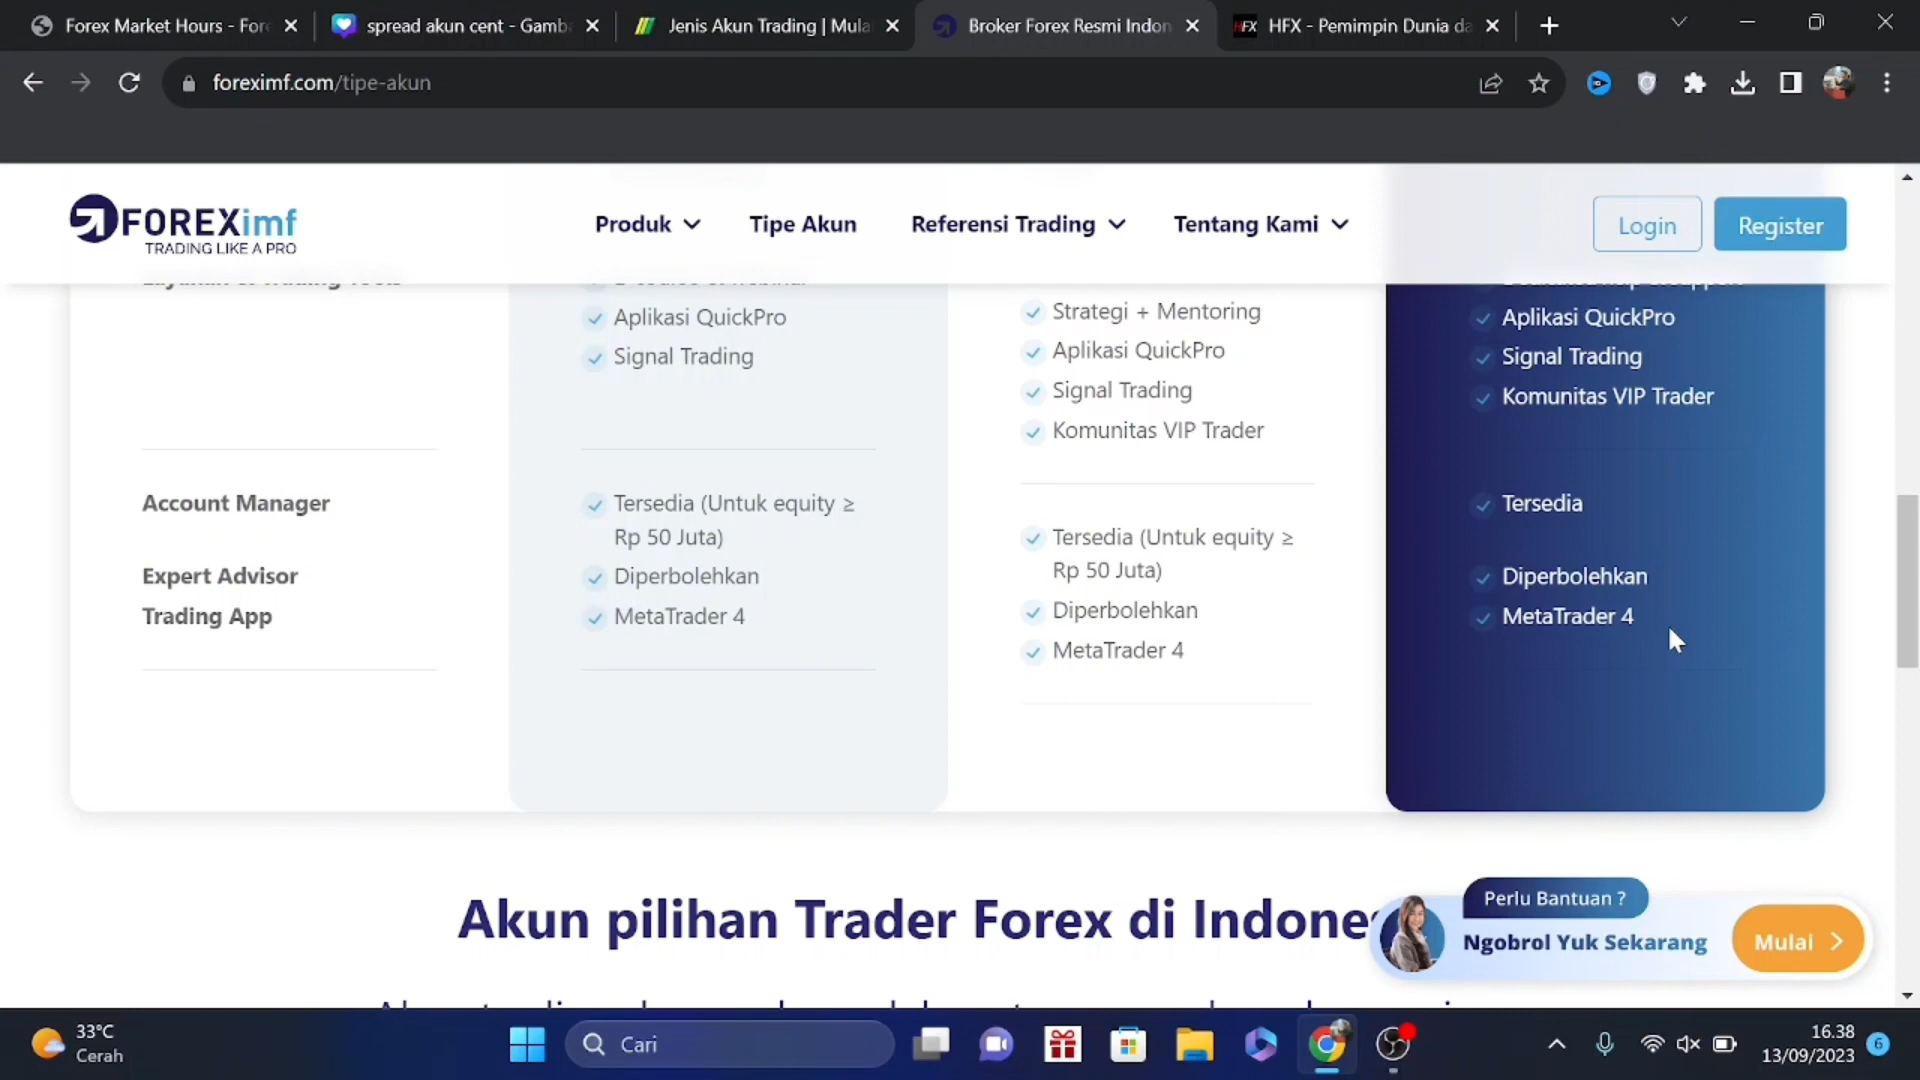 Forex Market Hours - For
spread akun cent - Gamb
Jenis Akun Trading | Mula
Broker Forex Resmi Indon
HFX - Pemimpin Dunia da
foreximf.com/tipe-akun
FOREXimf
TRADING LIKE A PRO
Produk
Tipe Akun
Referensi Trading
Tentang Kami
Login
Register
Aplikasi QuickPro
Signal Trading
Strategi + Mentoring
Aplikasi QuickPro
Signal Trading
Komunitas VIP Trader
Aplikasi QuickPro
Signal Trading
Komunitas VIP Trader
Account Manager
Tersedia (Untuk equity ≥
Rp 50 Juta)
Tersedia (Untuk equity ≥
Rp 50 Juta)
Tersedia
Expert Advisor
Diperbolehkan
Diperbolehkan
Diperbolehkan
Trading App
MetaTrader 4
MetaTrader 4
MetaTrader 4
Akun pilihan Trader Forex di Indones
Perlu Bantuan ?
Ngobrol Yuk Sekarang
Mulai
33°C
Cerah
Cari
16.38
13/09/2023
6